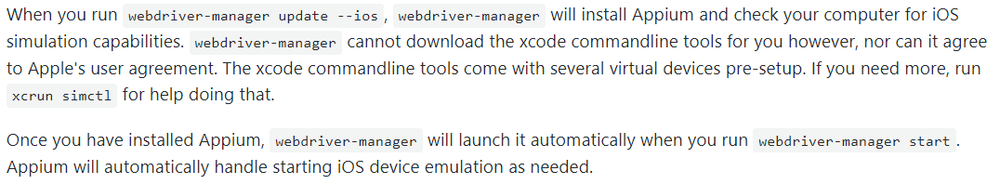 When you run webdriver-manager update --ios, webdriver-manager will install Appium and check your computer for iOS
simulation capabilities. webdriver-manager cannot download the xcode commandline tools for you however, nor can it agree
to Apple's user agreement. The xcode commandline tools come with several virtual devices pre-setup. If you need more, run
xcrun simctl for help doing that.
Once you have installed Appium, webdriver-manager will launch it automatically when you run webdriver-manager start.
Appium will automatically handle starting iOS device emulation as needed.